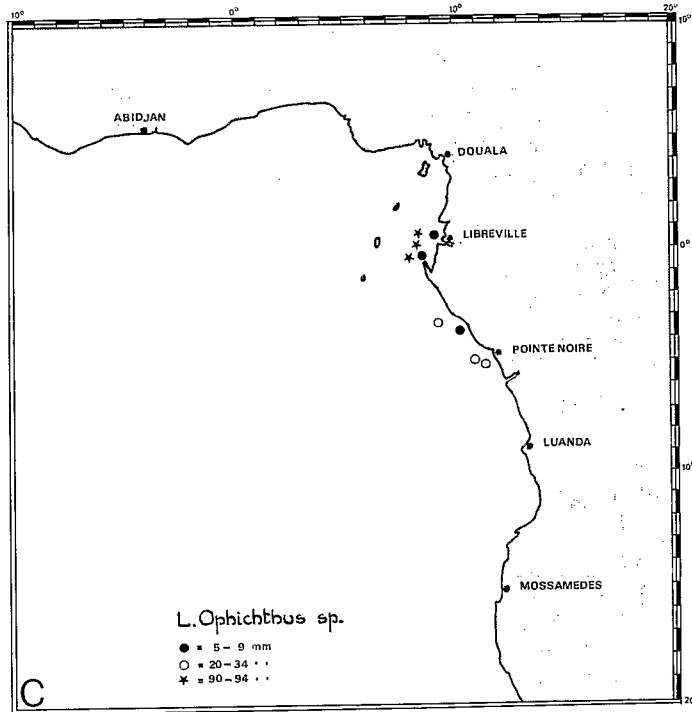 10° 0° 10° 20°
10°
ABIDJAN
DOUALA
LIBREVILLE
0°
POINTE NOIRE
LUANDA
10°
MOSSAMEDES
L. Ophichthus sp.
= 5 – 9 mm
= 20 – 34 " "
= 90 – 94 " "
C